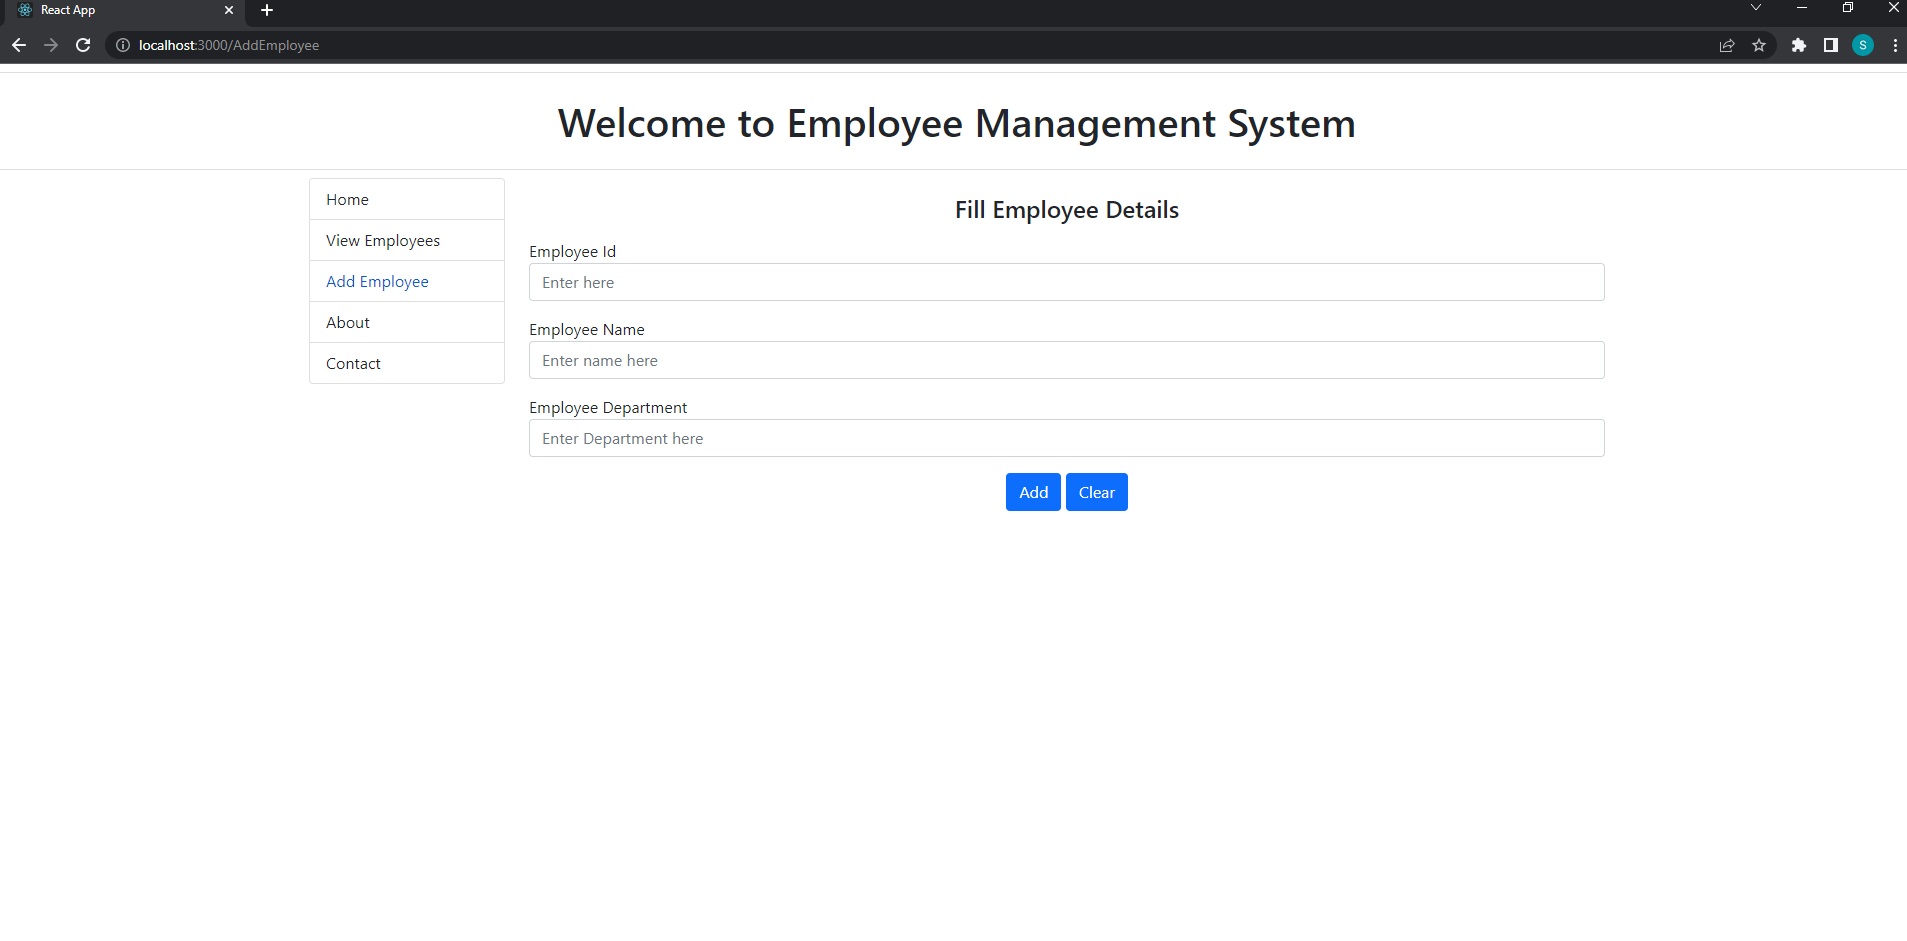 React App
localhost:3000/AddEmployee
S
Welcome to Employee Management System
Home
View Employees
Add Employee
About
Contact
Fill Employee Details
Employee Id
Enter here
Employee Name
Enter name here
Employee Department
Enter Department here
Add Clear